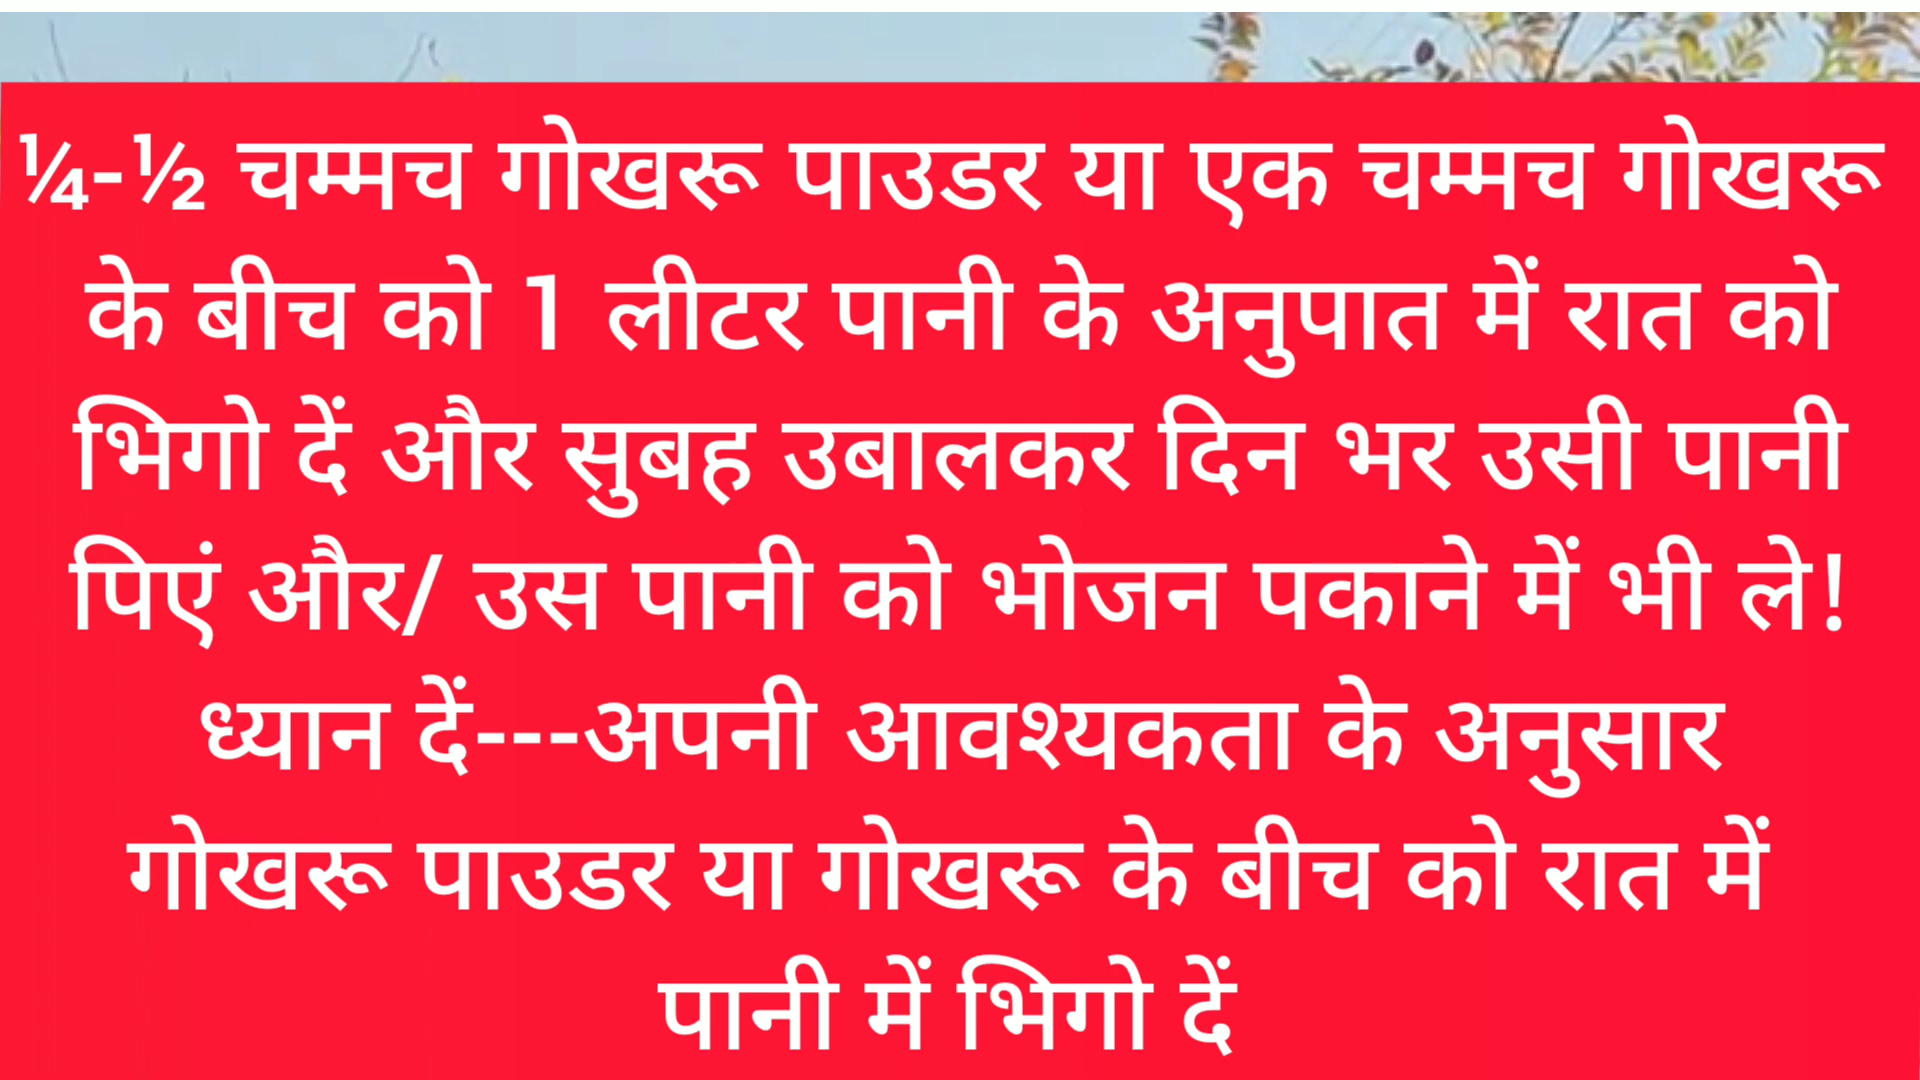 ¼-½ चम्मच गोखरू पाउडर या एक चम्मच गोखरू
के बीच को 1 लीटर पानी के अनुपात में रात को
भिगो दें और सुबह उबालकर दिन भर उसी पानी
पिएं और/ उस पानी को भोजन पकाने में भी ले!
ध्यान दें---अपनी आवश्यकता के अनुसार
गोखरू पाउडर या गोखरू के बीच को रात में
पानी में भिगो दें